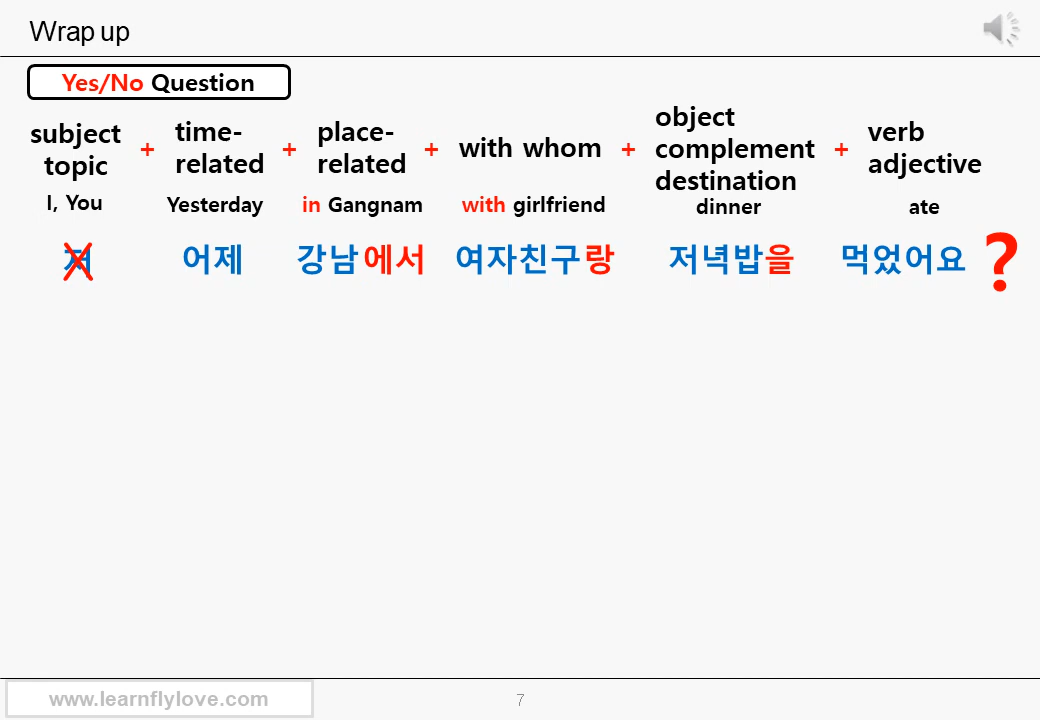 Wrap up
Yes/No Question
subject
topic
+
time-
related
+
place-
related
+
with whom
+
object
complement
destination
+
verb
adjective
I, You
Yesterday
in Gangnam
with girlfriend
dinner
ate
저
어제
강남에서
여자친구랑
저녁밥을
먹었어요
?
www.learnflylove.com
7